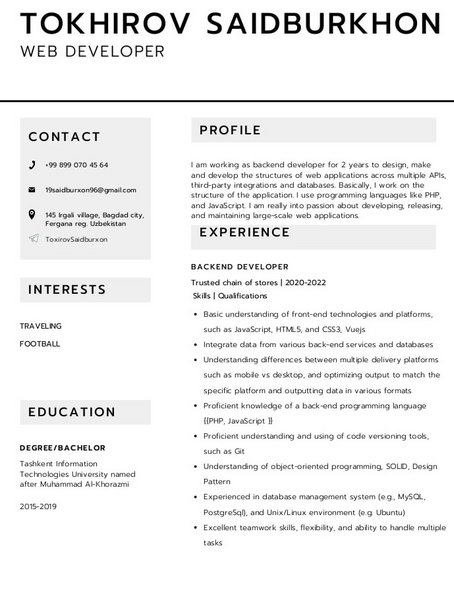 TOKHIROV SAIDBURKHON
WEB DEVELOPER
CONTACT
+99 899 070 45 64
19saidburxon96@gmail.com
145 Irgali village, Bagdad city,
Fergana reg. Uzbekistan
ToxirovSaidburxon
INTERESTS
TRAVELING
FOOTBALL
EDUCATION
DEGREE/BACHELOR
Tashkent Information
Technologies University named
after Muhammad Al-Khorazmi
2015-2019
PROFILE
I am working as backend developer for 2 years to design, make
and develop the structures of web applications across multiple APIs,
third-party integrations and databases. Basically, I work on the
structure of the application. I use programming languages like PHP,
and JavaScript. I am really into passion about developing, releasing,
and maintaining large-scale web applications.
EXPERIENCE
BACKEND DEVELOPER
Trusted chain of stores | 2020-2022
Skills | Qualifications
• Basic understanding of front-end technologies and platforms,
such as JavaScript, HTML5, and CSS3, Vuejs
• Integrate data from various back-end services and databases
• Understanding differences between multiple delivery platforms
such as mobile vs desktop, and optimizing output to match the
specific platform and outputting data in various formats
• Proficient knowledge of a back-end programming language
{{PHP, JavaScript }}
• Proficient understanding and using of code versioning tools,
such as Git
• Understanding of object-oriented programming, SOLID, Design
Pattern
• Experienced in database management system (e.g., MySQL,
PostgreSql), and Unix/Linux environment (e.g. Ubuntu)
• Excellent teamwork skills, flexibility, and ability to handle multiple
tasks